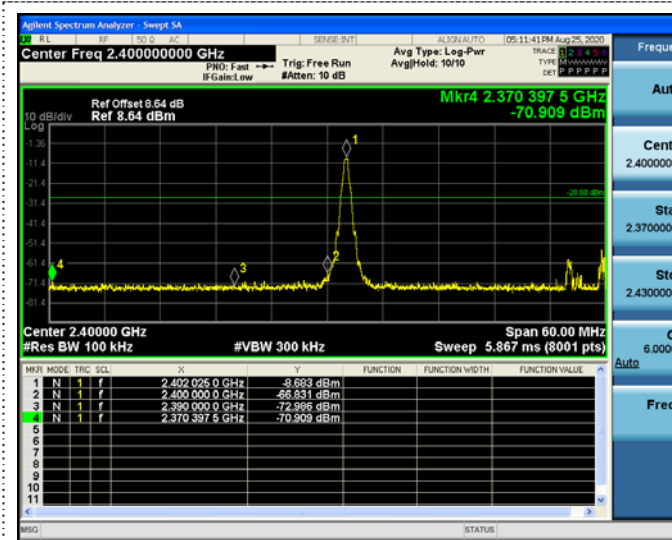 Agilent Spectrum Analyzer - Swept SA
RL RF 50 Ω AC SENSE:INT ALIGN AUTO 05:11:41 PM Aug 25, 2020
Center Freq 2.400000000 GHz
PNO: Fast
IFGain:Low
Trig: Free Run
#Atten: 10 dB
Avg Type: Log-Pwr
Avg|Hold: 10/10
TRACE 1 2 3 4 5 6
TYPE M
DET P P P P P P
Mkr4 2.370 397 5 GHz
-70.909 dBm
Ref Offset 8.64 dB
10 dB/div Ref 8.64 dBm
Log
-1.36
-11.4
-21.4
-31.4
-41.4
-51.4
-61.4
-71.4
-81.4
1
2
3
4
Center 2.40000 GHz Span 60.00 MHz
#Res BW 100 kHz #VBW 300 kHz Sweep 5.867 ms (8001 pts)
MKR MODE TRC SCL X Y FUNCTION FUNCTION WIDTH FUNCTION VALUE
1 N 1 f 2.402 025 0 GHz -8.683 dBm
2 N 1 f 2.400 000 0 GHz -66.831 dBm
3 N 1 f 2.390 000 0 GHz -72.986 dBm
4 N 1 f 2.370 397 5 GHz -70.909 dBm
5
6
7
8
9
10
11
MSG STATUS
Freque
Aut
Cent
2.400000
Sta
2.370000
Sto
2.430000
6.000
Auto
Freq